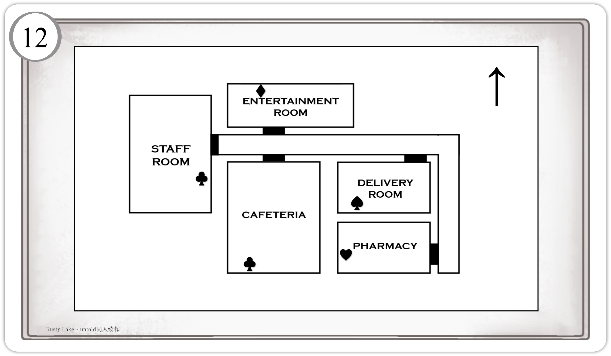 12
ENTERTAINMENT
ROOM
STAFF
ROOM
DELIVERY
ROOM
CAFETERIA
PHARMACY